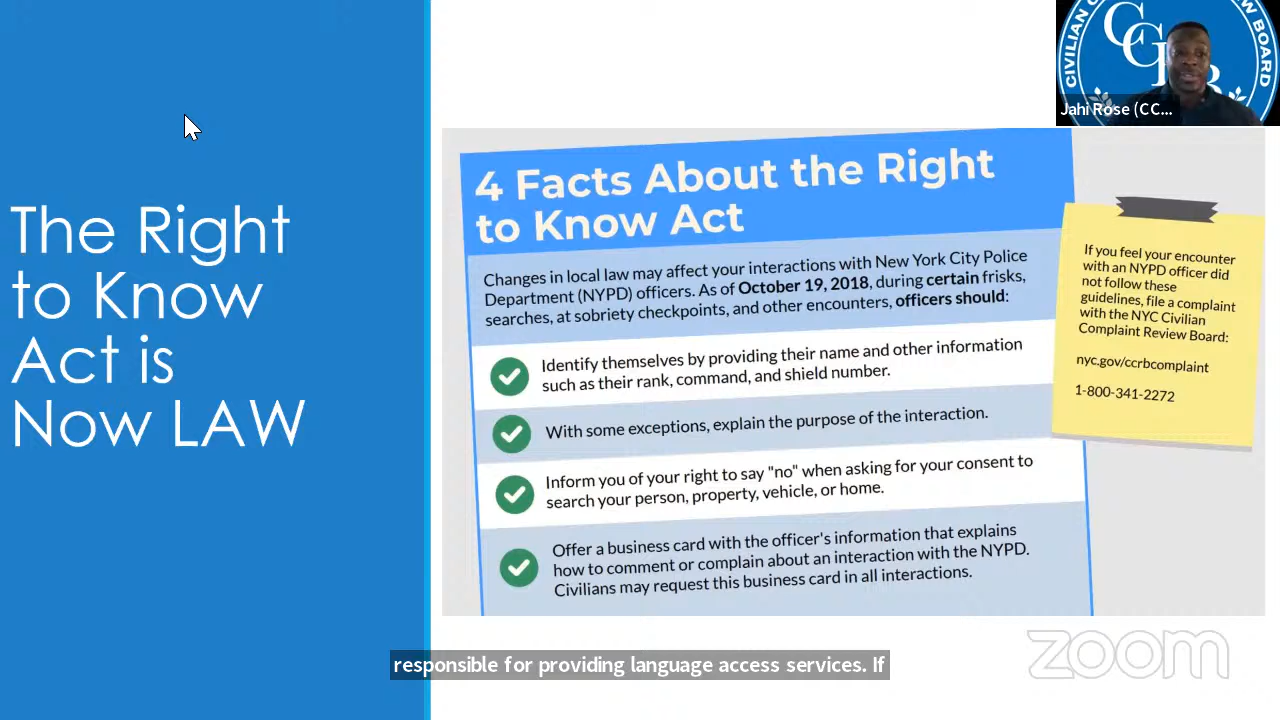 The Right
to Know
Act is
Now LAW
4 Facts About the Right
to Know Act
Changes in local law may affect your interactions with New York City Police
Department (NYPD) officers. As of October 19, 2018, during certain frisks,
searches, at sobriety checkpoints, and other encounters, officers should:
Identify themselves by providing their name and other information
such as their rank, command, and shield number.
With some exceptions, explain the purpose of the interaction.
Inform you of your right to say "no" when asking for your consent to
search your person, property, vehicle, or home.
Offer a business card with the officer's information that explains
how to comment or complain about an interaction with the NYPD.
Civilians may request this business card in all interactions.
If you feel your encounter
with an NYPD officer did
not follow these
guidelines, file a complaint
with the NYC Civilian
Complaint Review Board:
nyc.gov/ccrbcomplaint
1-800-341-2272
CIVILIAN
BOARD
Jahi Rose (CC...
responsible for providing language access services. If
zoom